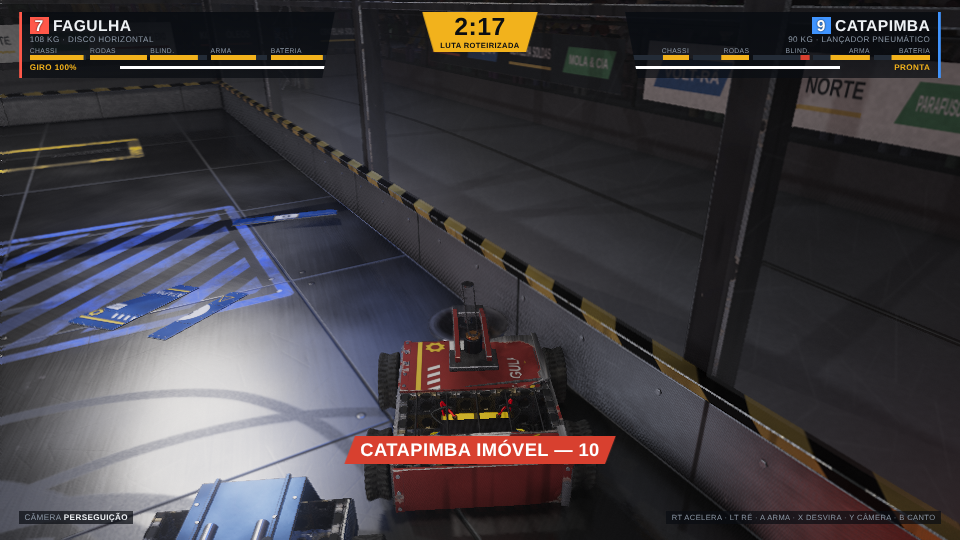 7 FAGULHA
108 KG · DISCO HORIZONTAL
CHASSI RODAS BLIND. ARMA BATERIA
GIRO 100%
2:17
LUTA ROTEIRIZADA
9 CATAPIMBA
90 KG · LANÇADOR PNEUMÁTICO
CHASSI RODAS BLIND. ARMA BATERIA
PRONTA
MOLA & CIA
NORTE
CATAPIMBA IMÓVEL — 10
CÂMERA PERSEGUIÇÃO
RT ACELERA · LT RÉ · A ARMA · X DESVIRA · Y CÂMERA · B CANTO